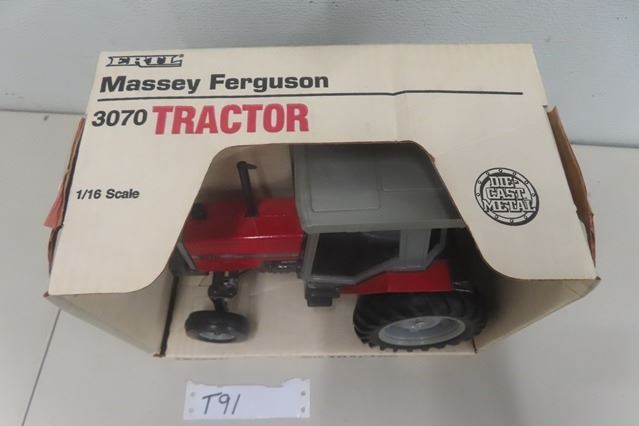 ERTL
Massey Ferguson
3070 TRACTOR
1/16 Scale
DIE
CAST
METAL
T91